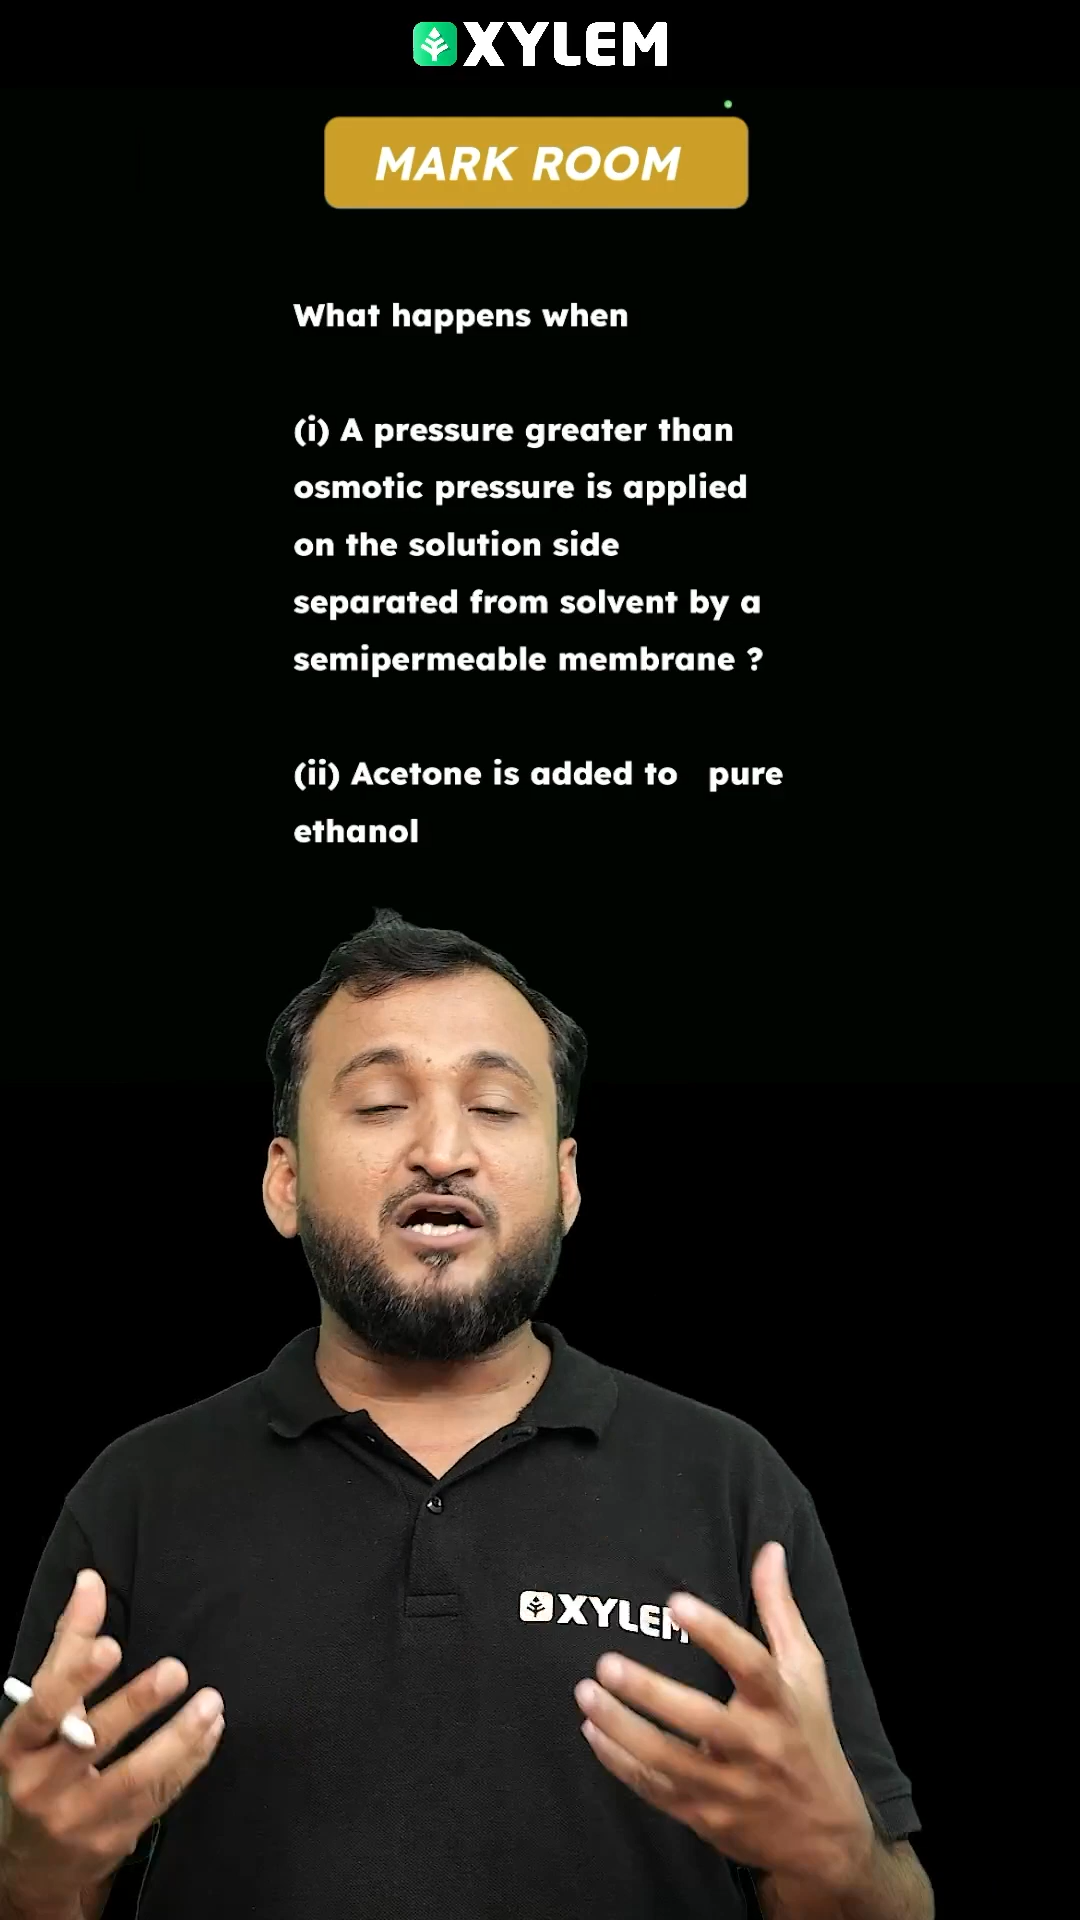 XYLEM
MARK ROOM
What happens when
(i) A pressure greater than
osmotic pressure is applied
on the solution side
separated from solvent by a
semipermeable membrane ?
(ii) Acetone is added to pure
ethanol
XYLEM